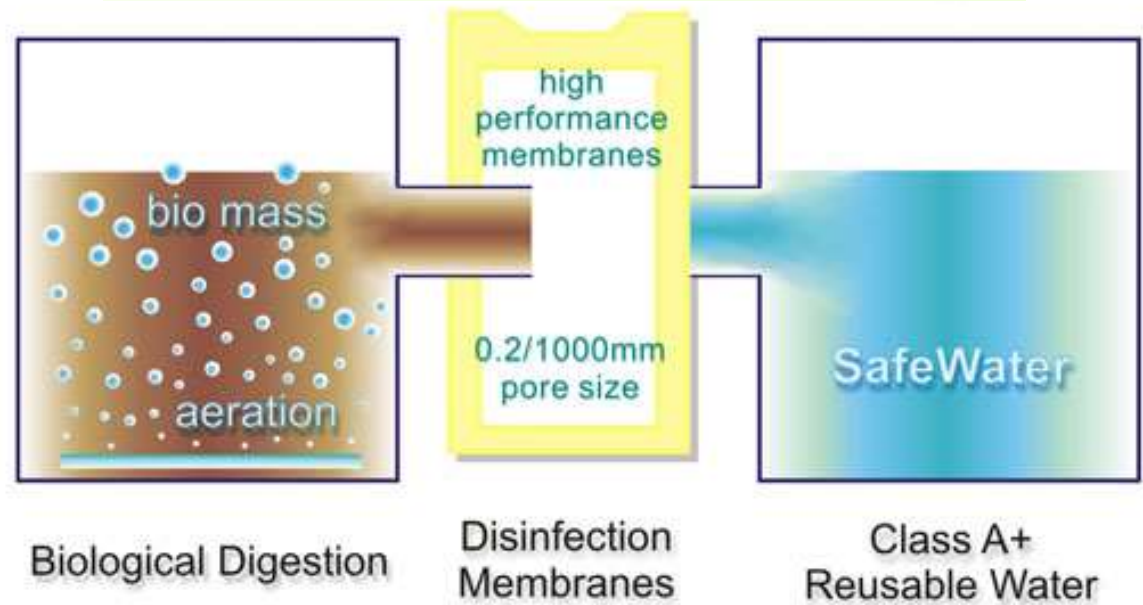 bio mass
aeration
high
performance
membranes
0.2/1000mm
pore size
SafeWater
Biological Digestion
Disinfection
Membranes
Class A+
Reusable Water